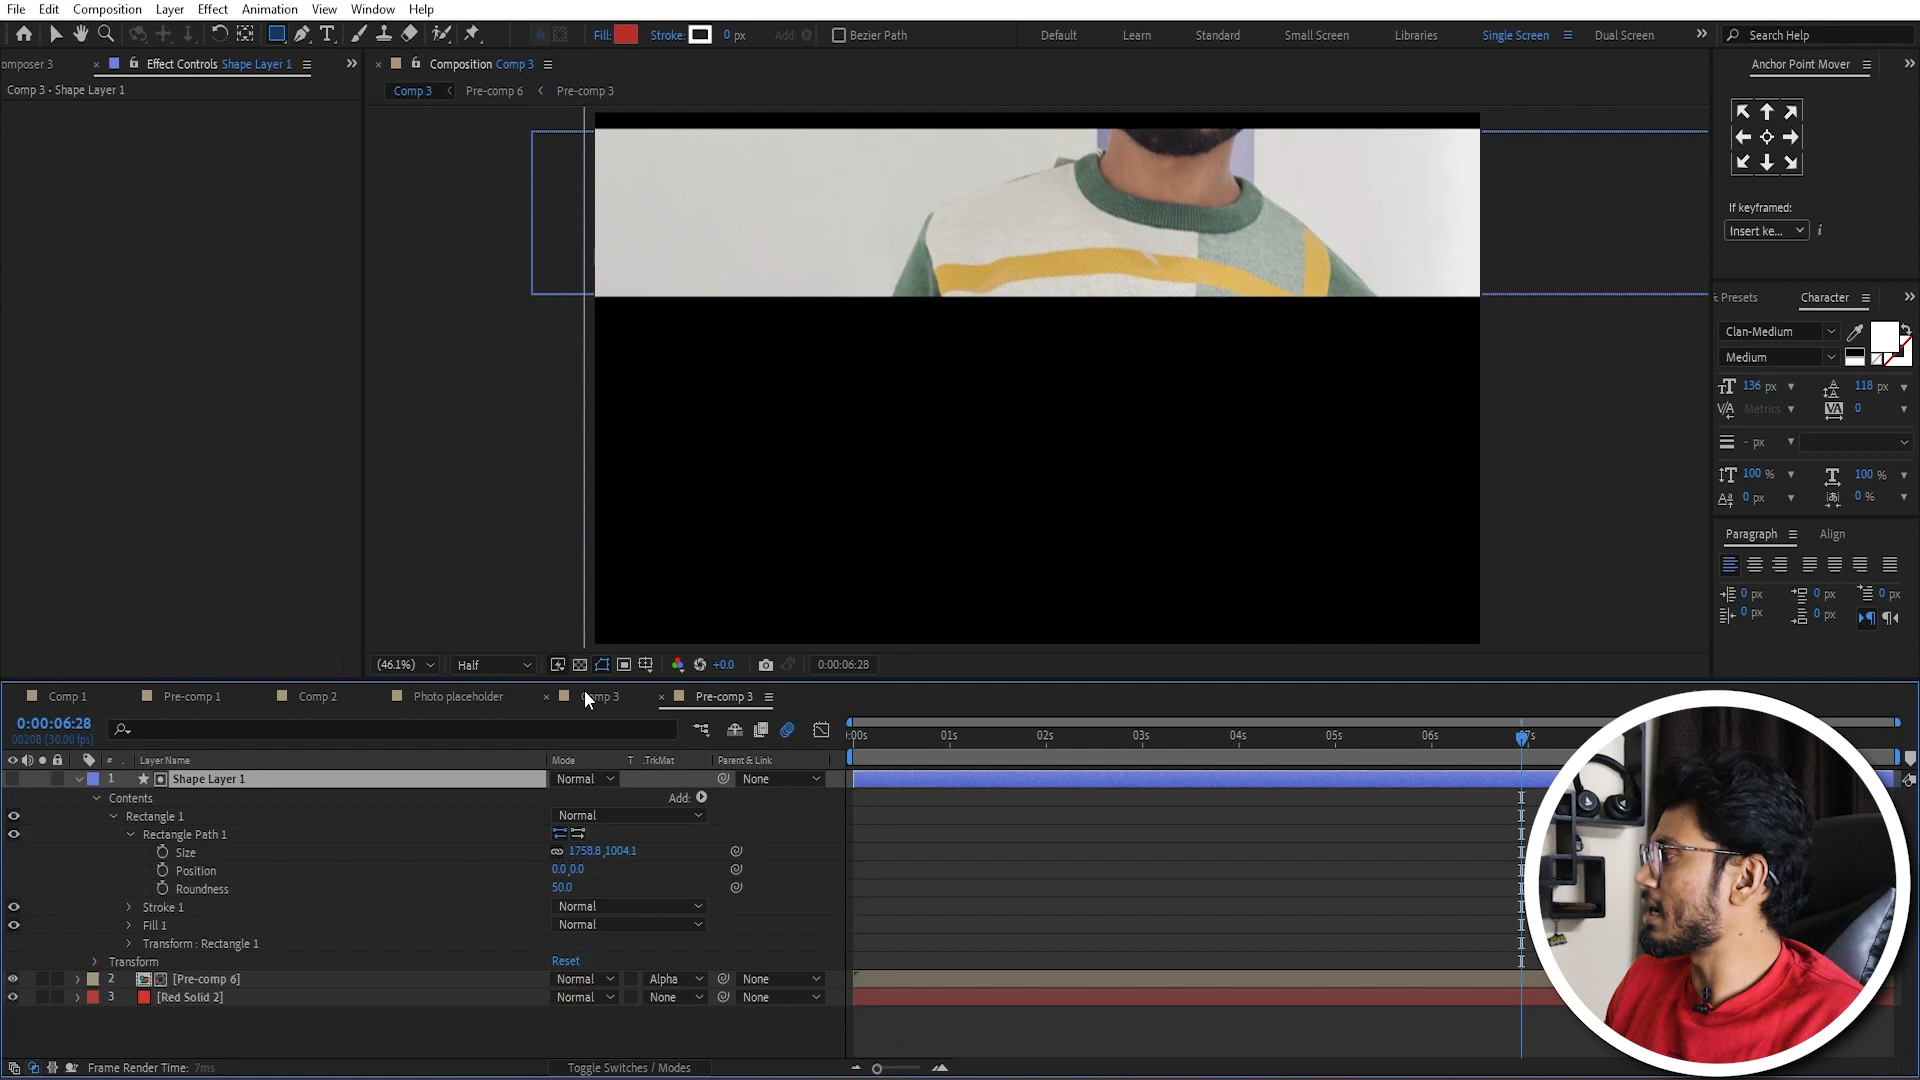 File Edit Composition Layer Effect Animation View Window Help
Fill: Stroke: 0 px Add: Bezier Path Default Learn Standard Small Screen Libraries Single Screen Dual Screen Search Help
omposer 3 Effect Controls Shape Layer 1 Composition Comp 3 Anchor Point Mover
Comp 3 • Shape Layer 1 Comp 3 Pre-comp 6 Pre-comp 3
If keyframed:
Insert ke...
Presets Character
Clan-Medium
Medium
136 px 118 px
Metrics 0
- px
100 % 100 %
0 px 0 %
Paragraph Align
0 px 0 px 0 px
0 px 0 px
(46.1%) Half +0.0 0:00:06:28
Comp 1 Pre-comp 1 Comp 2 Photo placeholder Comp 3 Pre-comp 3
0:00:06:28
00208 (30.00 fps)
:00s 01s 02s 03s 04s 05s 06s 07s
# Layer Name Mode T .TrkMat Parent & Link
1 Shape Layer 1 Normal None
Contents Add:
Rectangle 1 Normal
Rectangle Path 1
Size 1758.8,1004.1
Position 0.0,0.0
Roundness 50.0
Stroke 1 Normal
Fill 1 Normal
Transform : Rectangle 1
Transform Reset
2 [Pre-comp 6] Normal Alpha None
3 [Red Solid 2] Normal None None
Frame Render Time: 7ms Toggle Switches / Modes